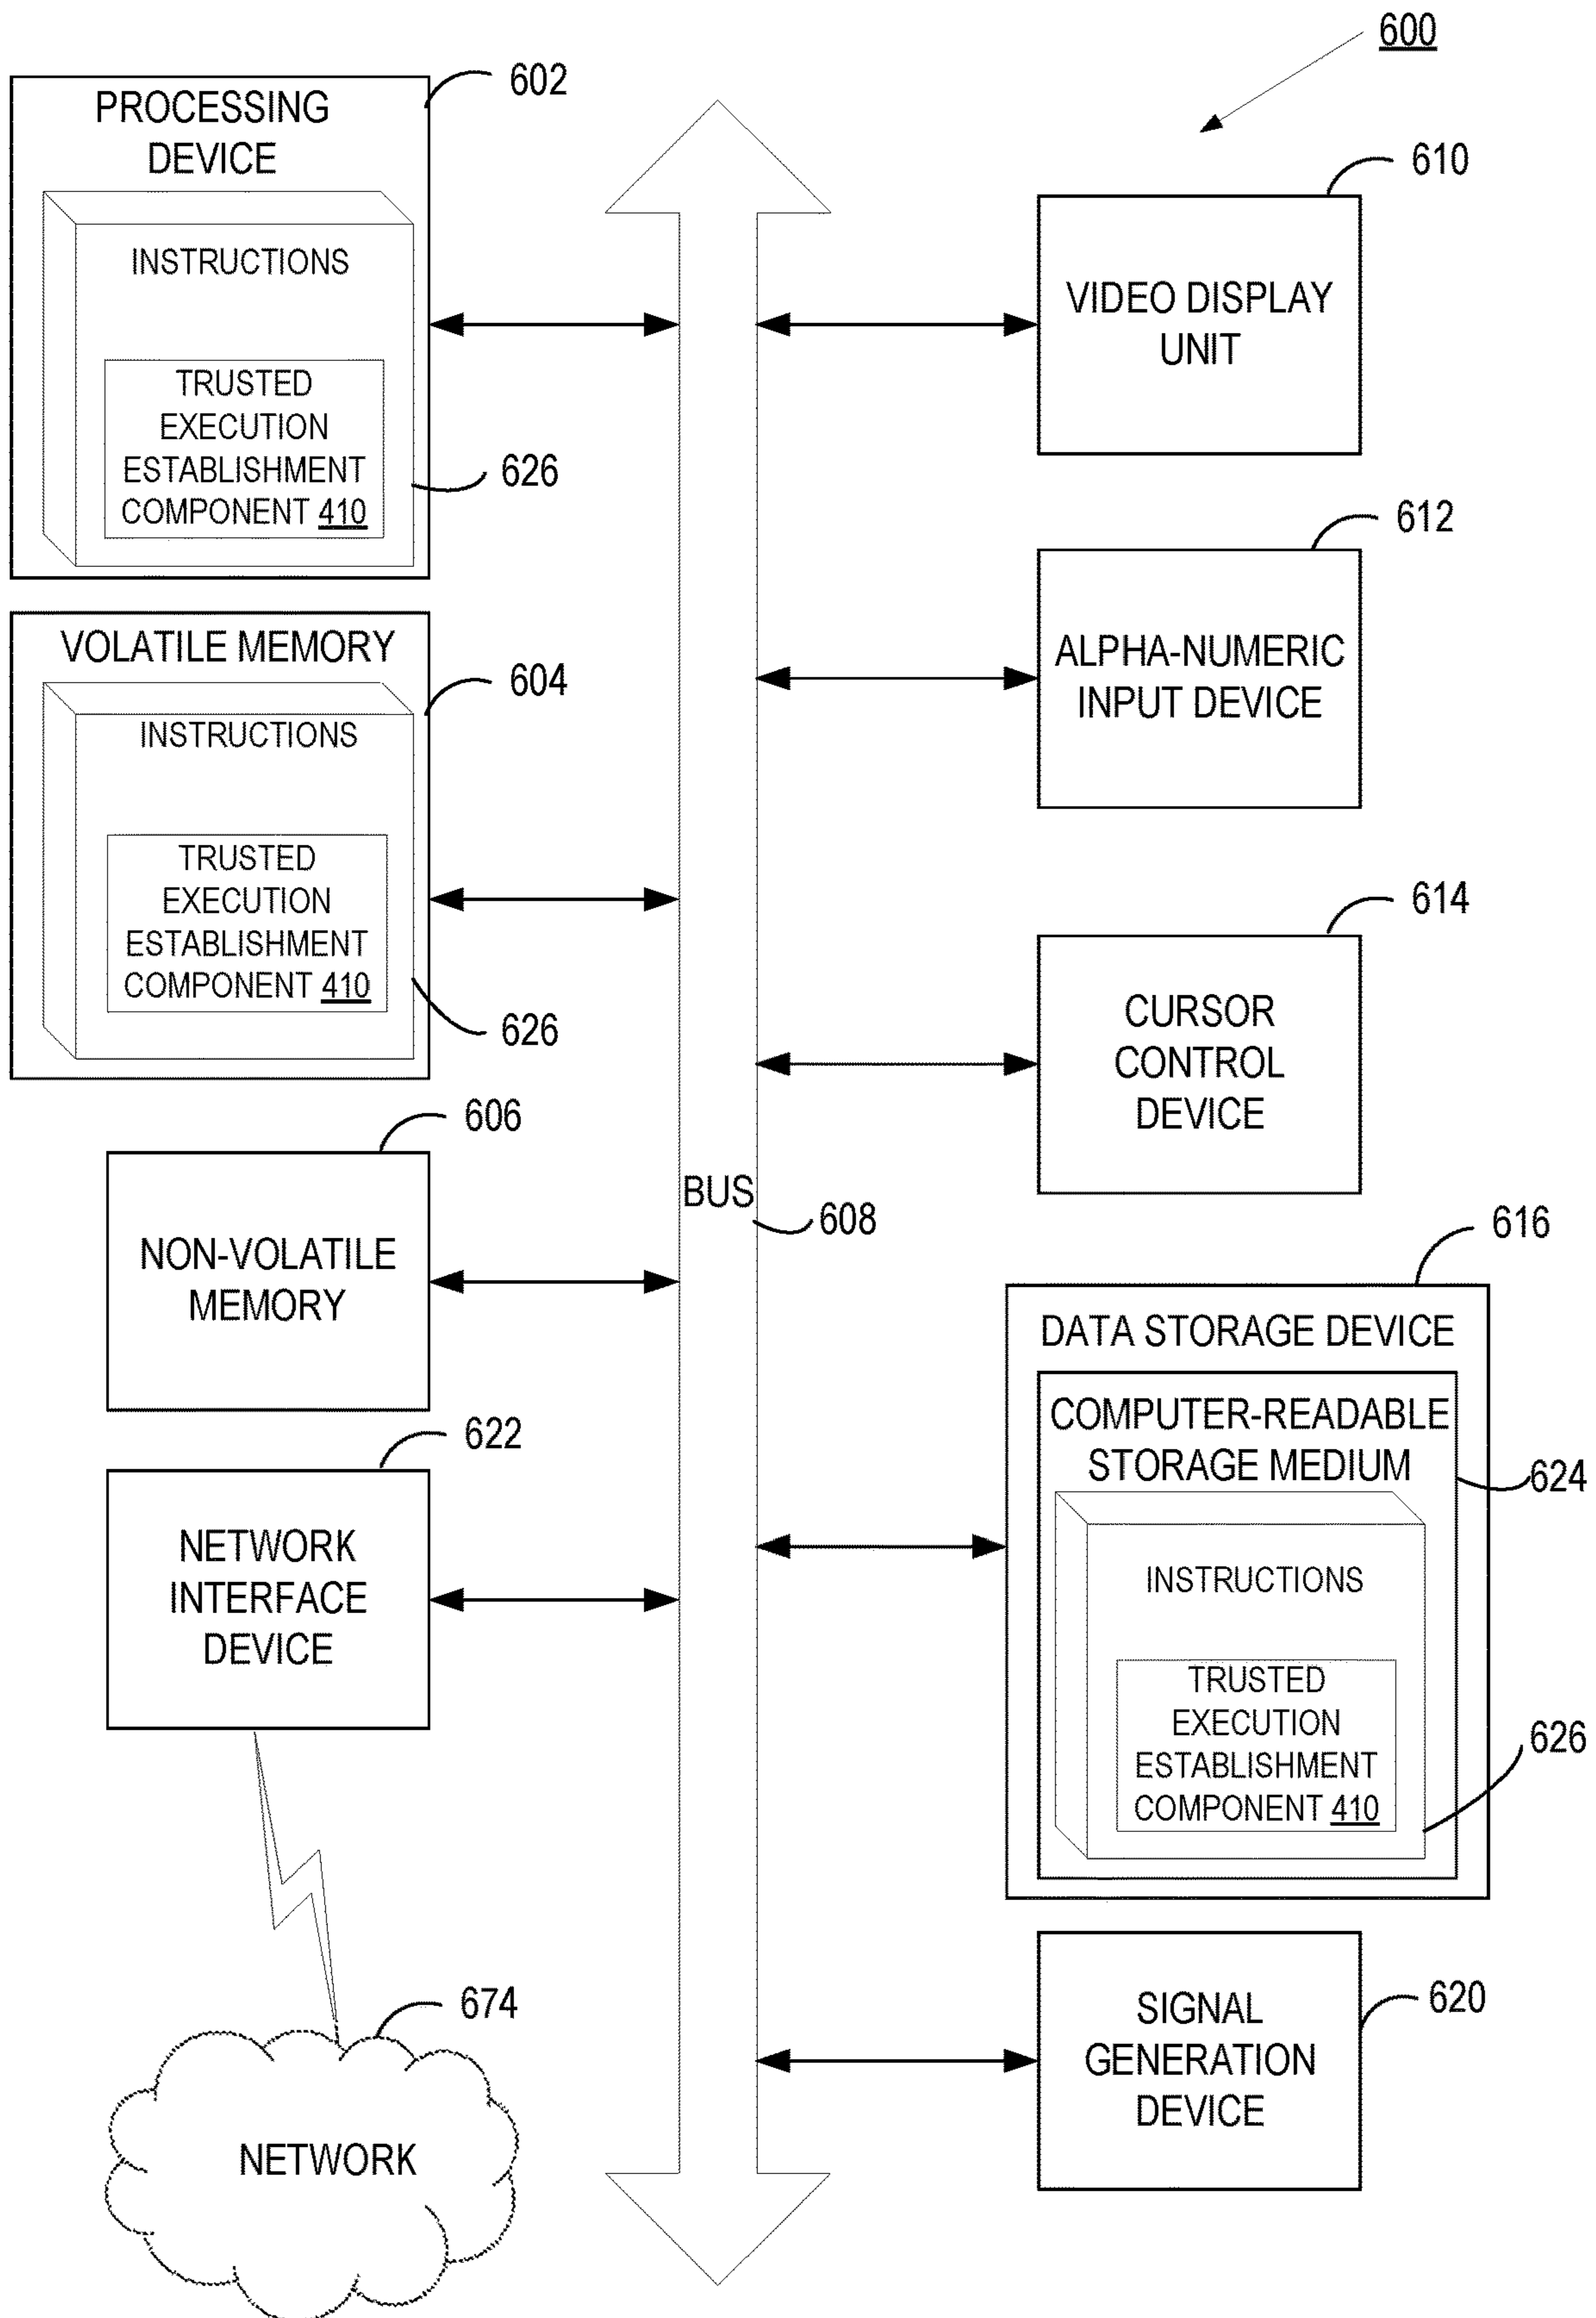 600
602
PROCESSING
DEVICE
INSTRUCTIONS
TRUSTED
EXECUTION
ESTABLISHMENT
COMPONENT 410
626
VOLATILE MEMORY
604
INSTRUCTIONS
TRUSTED
EXECUTION
ESTABLISHMENT
COMPONENT 410
626
606
NON-VOLATILE
MEMORY
622
NETWORK
INTERFACE
DEVICE
674
NETWORK
BUS
608
610
VIDEO DISPLAY
UNIT
612
ALPHA-NUMERIC
INPUT DEVICE
614
CURSOR
CONTROL
DEVICE
616
DATA STORAGE DEVICE
COMPUTER-READABLE
STORAGE MEDIUM
624
INSTRUCTIONS
TRUSTED
EXECUTION
ESTABLISHMENT
COMPONENT 410
626
SIGNAL
GENERATION
DEVICE
620